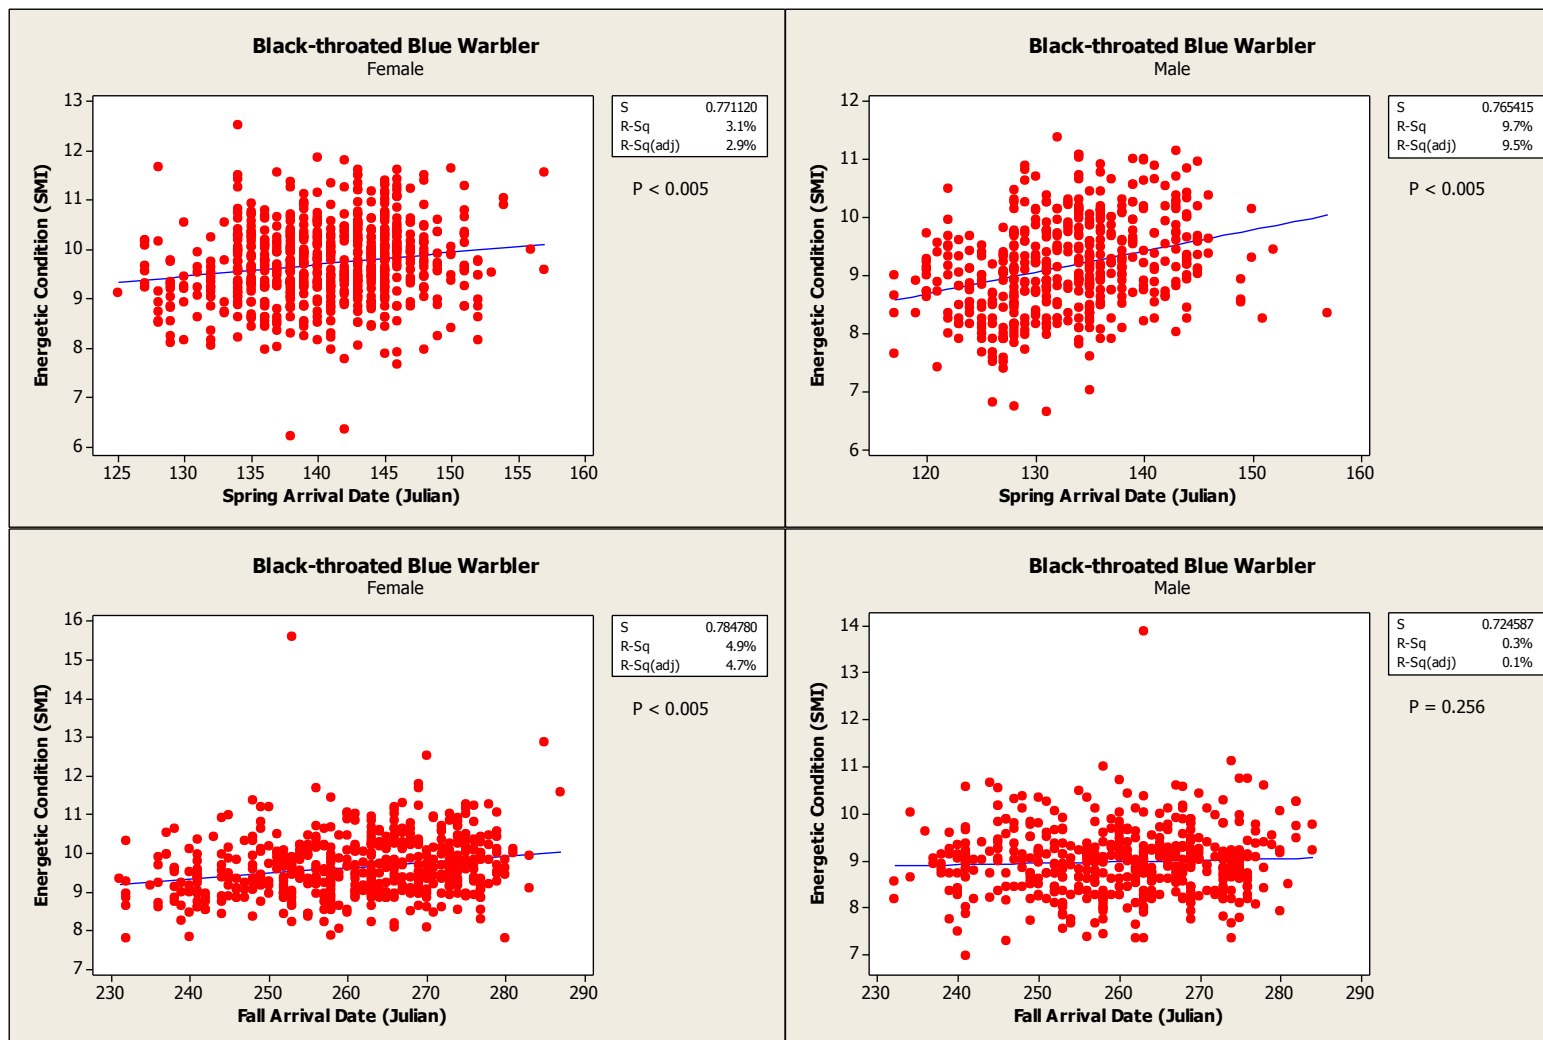 Black-throated Blue Warbler
Female
13
12
11
10
9
8
7
6
Energetic Condition (SMI)
125 130 135 140 145 150 155 160
Spring Arrival Date (Julian)
S 0.771120
R-Sq 3.1%
R-Sq(adj) 2.9%
P < 0.005
Black-throated Blue Warbler
Male
12
11
10
9
8
7
6
Energetic Condition (SMI)
120 130 140 150 160
Spring Arrival Date (Julian)
S 0.765415
R-Sq 9.7%
R-Sq(adj) 9.5%
P < 0.005
Black-throated Blue Warbler
Female
16
15
14
13
12
11
10
9
8
7
Energetic Condition (SMI)
230 240 250 260 270 280 290
Fall Arrival Date (Julian)
S 0.784780
R-Sq 4.9%
R-Sq(adj) 4.7%
P < 0.005
Black-throated Blue Warbler
Male
14
13
12
11
10
9
8
7
Energetic Condition (SMI)
230 240 250 260 270 280 290
Fall Arrival Date (Julian)
S 0.724587
R-Sq 0.3%
R-Sq(adj) 0.1%
P = 0.256